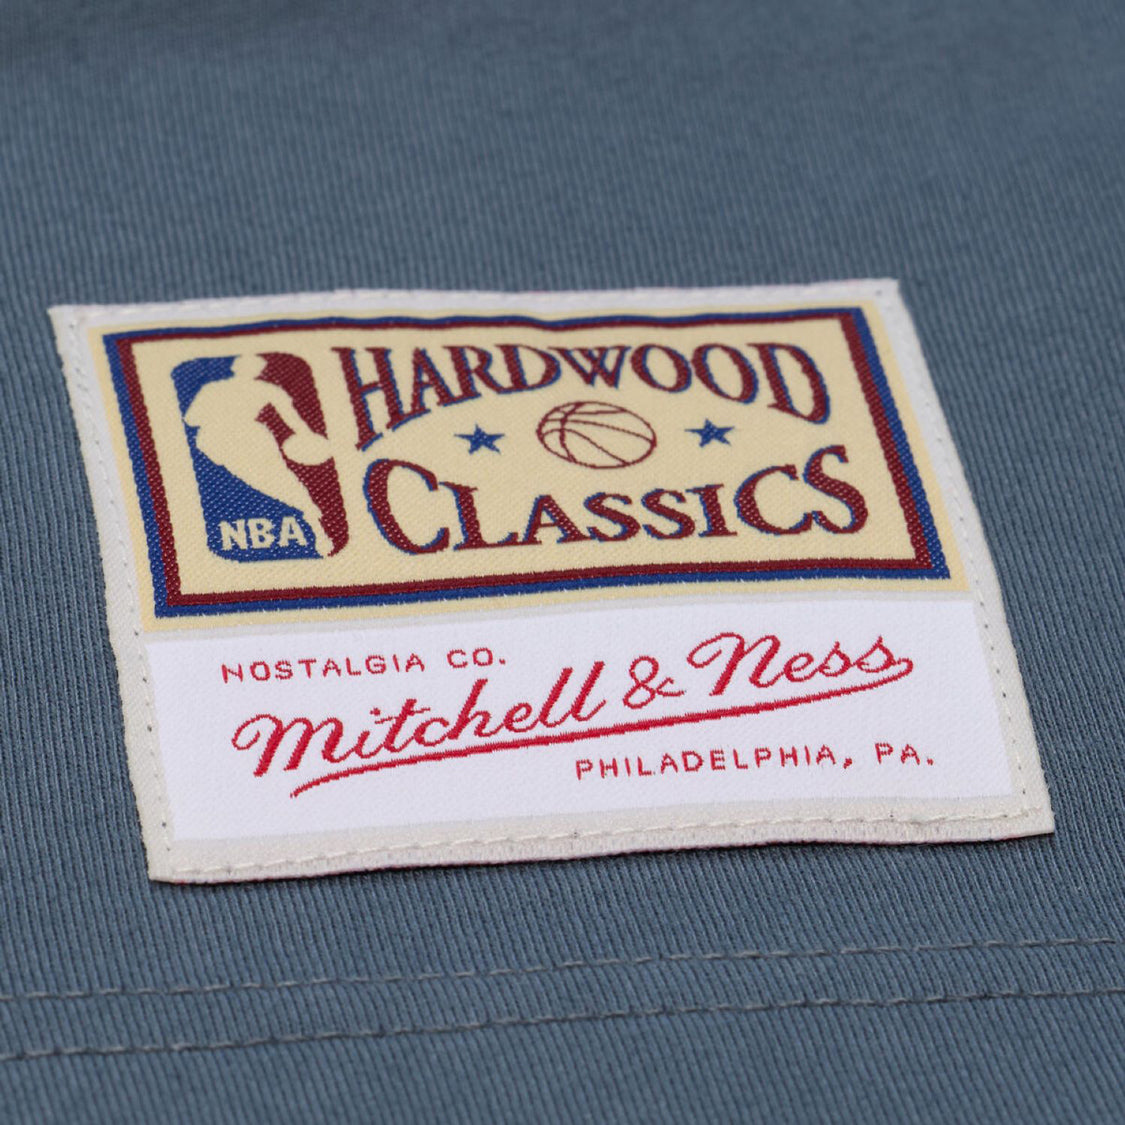 HARDWOOD
CLASSICS
NBA
NOSTALGIA CO.
Mitchell & Ness
PHILADELPHIA, PA.